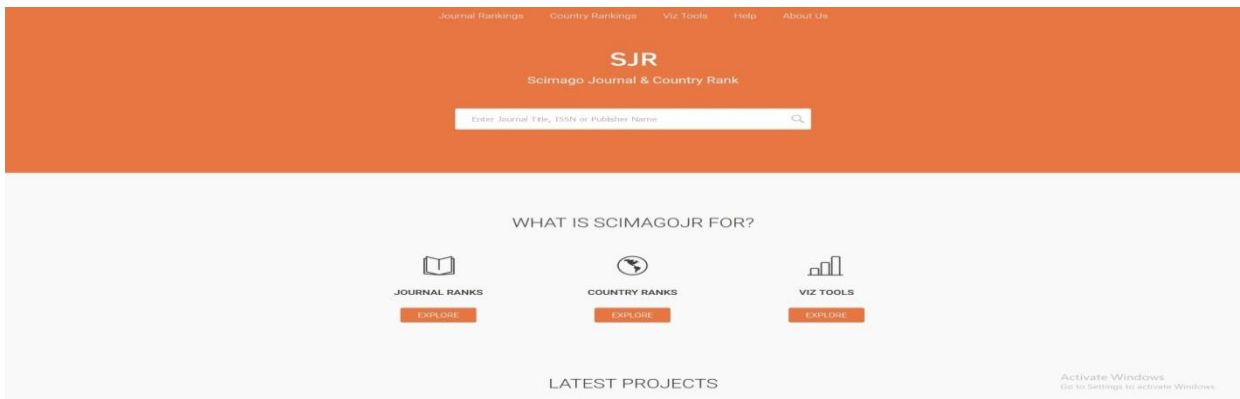 Journal Rankings Country Rankings Viz Tools Help About Us
SJR
Scimago Journal & Country Rank
Enter Journal Title, ISSN or Publisher Name
WHAT IS SCIMAGOJR FOR?
JOURNAL RANKS COUNTRY RANKS VIZ TOOLS
EXPLORE EXPLORE EXPLORE
LATEST PROJECTS
Activate Windows
Go to Settings to activate Windows.